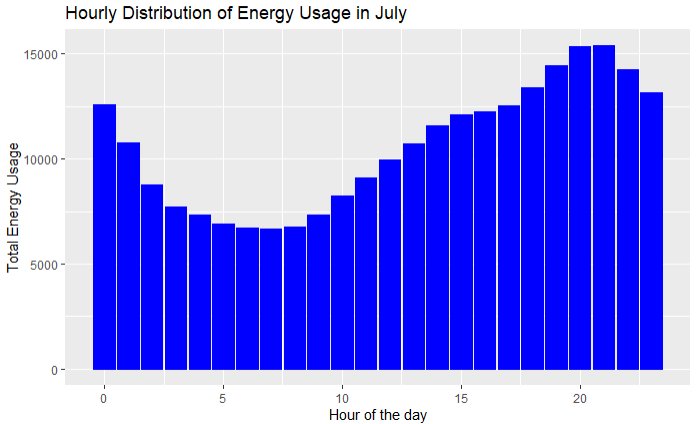 Hourly Distribution of Energy Usage in July
Total Energy Usage
15000
10000
5000
0
0 5 10 15 20
Hour of the day